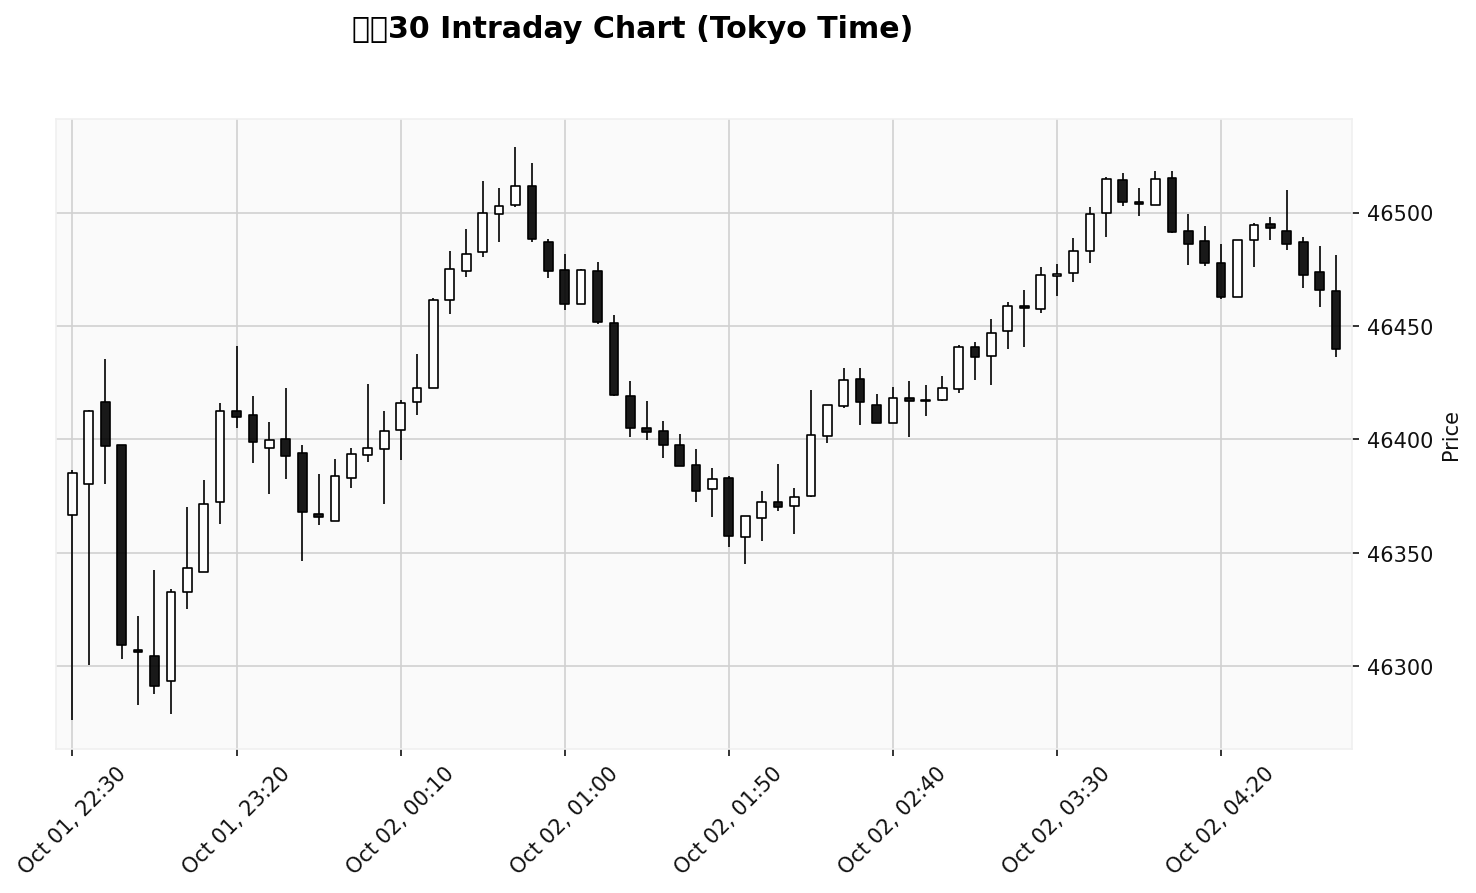 30 Intraday Chart (Tokyo Time)
46500
46450
46400
46350
46300
Price
Oct 01, 22:30
Oct 01, 23:20
Oct 02, 00:10
Oct 02, 01:00
Oct 02, 01:50
Oct 02, 02:40
Oct 02, 03:30
Oct 02, 04:20